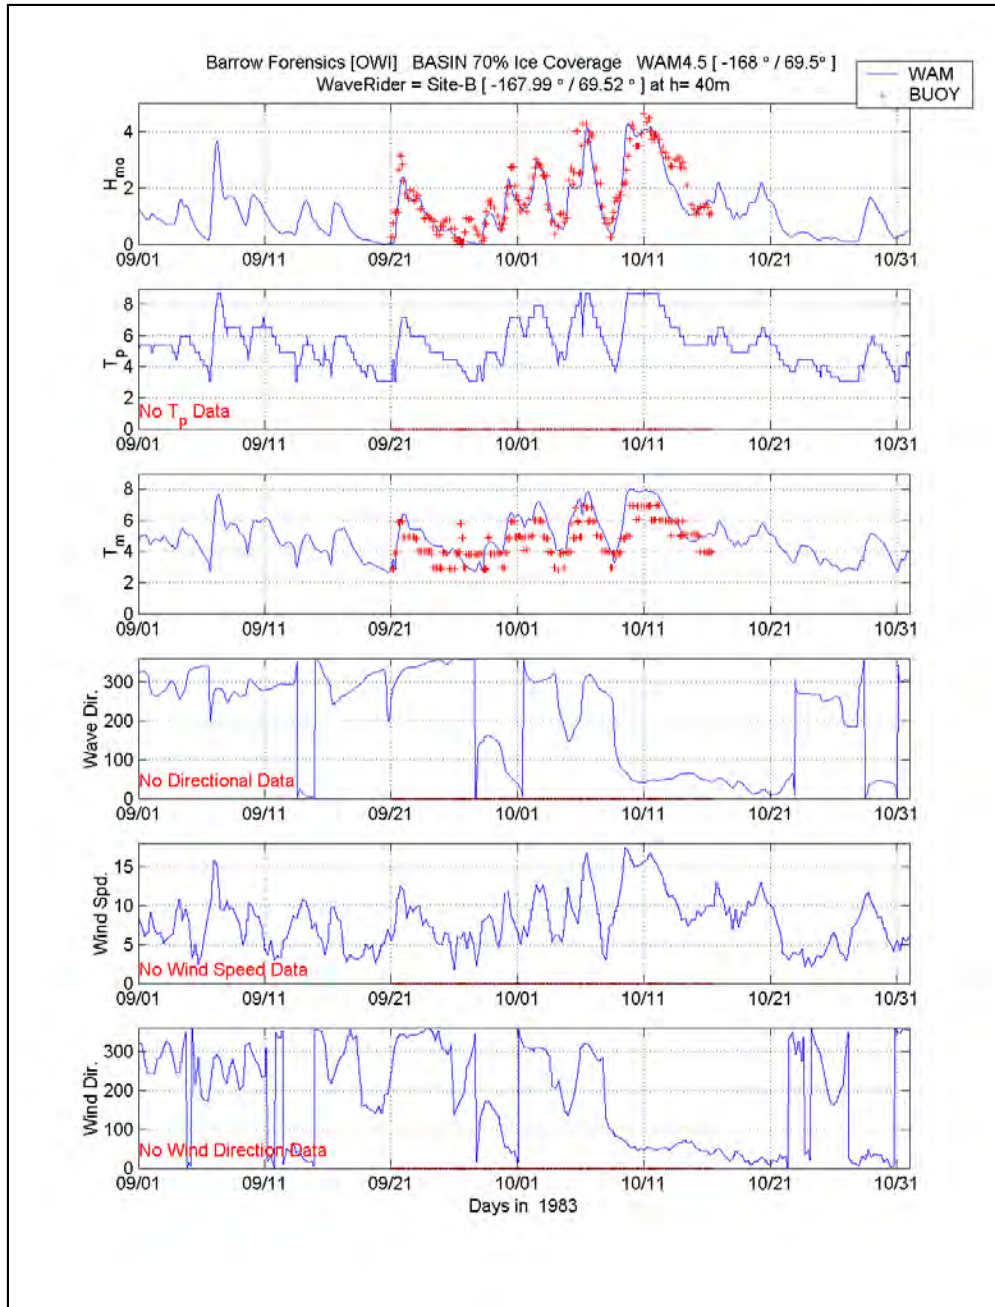 Barrow Forensics [OWI] BASIN 70% Ice Coverage WAM4.5 [ -168 ° / 69.5° ]
WaveRider = Site-B [ -167.99 ° / 69.52 ° ] at h= 40m
WAM
BUOY
4
2
0
Hmo
09/01 09/11 09/21 10/01 10/11 10/21 10/31
8
6
4
2
0
Tp
No Tp Data
09/01 09/11 09/21 10/01 10/11 10/21 10/31
8
6
4
2
0
Tm
09/01 09/11 09/21 10/01 10/11 10/21 10/31
300
200
100
0
Wave Dir.
No Directional Data
09/01 09/11 09/21 10/01 10/11 10/21 10/31
15
10
5
0
Wind Spd.
No Wind Speed Data
09/01 09/11 09/21 10/01 10/11 10/21 10/31
300
200
100
0
Wind Dir.
No Wind Direction Data
09/01 09/11 09/21 10/01 10/11 10/21 10/31
Days in 1983